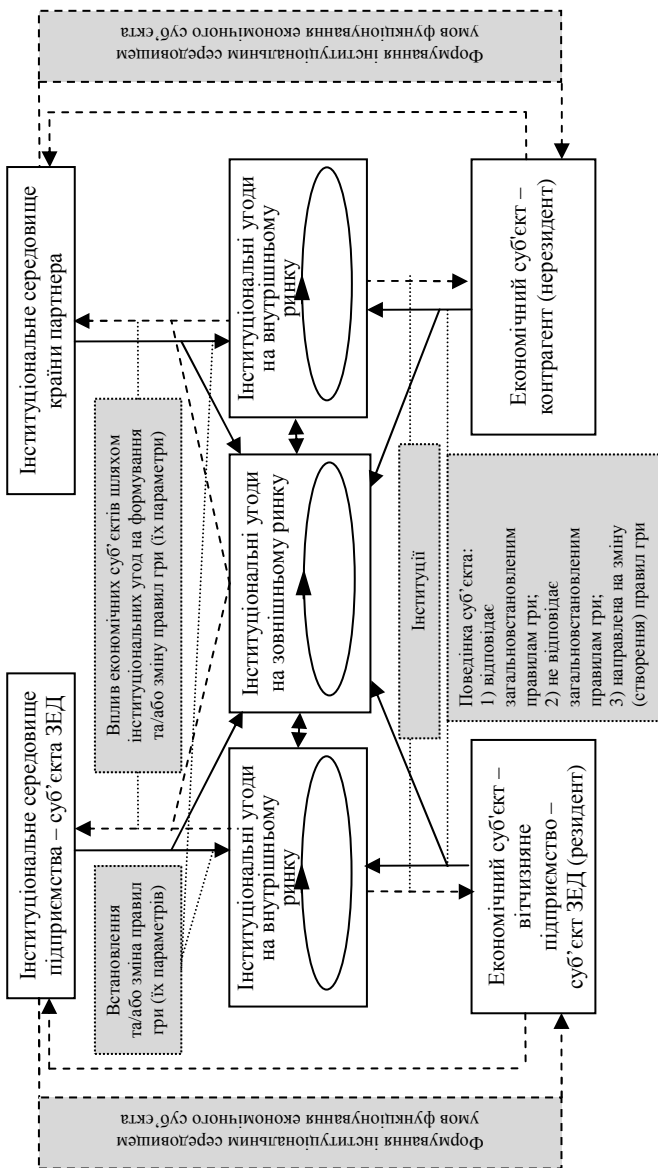 Формування інституціональним середовищем
умов функціонування економічного суб’єкта
Інституціональне середовище
підприємства – суб’єкта ЗЕД
Інституціональне середовище
країни партнера
Встановлення
та/або зміна правил
гри (їх параметрів)
Вплив економічних суб’єктів шляхом
інституціональних угод на формування
та/або зміну правил гри (їх параметри)
Інституціональні угоди
на внутрішньому
ринку
Інституціональні угоди
на зовнішньому ринку
Інституціональні угоди
на внутрішньому
ринку
Інституції
Економічний суб'єкт –
вітчизняне
підприємство –
суб’єкт ЗЕД (резидент)
Поведінка суб’єкта:
1) відповідає
загальновстановленим
правилам гри;
2) не відповідає
загальновстановленим
правилам гри;
3) направлена на зміну
(створення) правил гри
Економічний суб'єкт –
контрагент (нерезидент)
Формування інституціональним середовищем
умов функціонування економічного суб’єкта